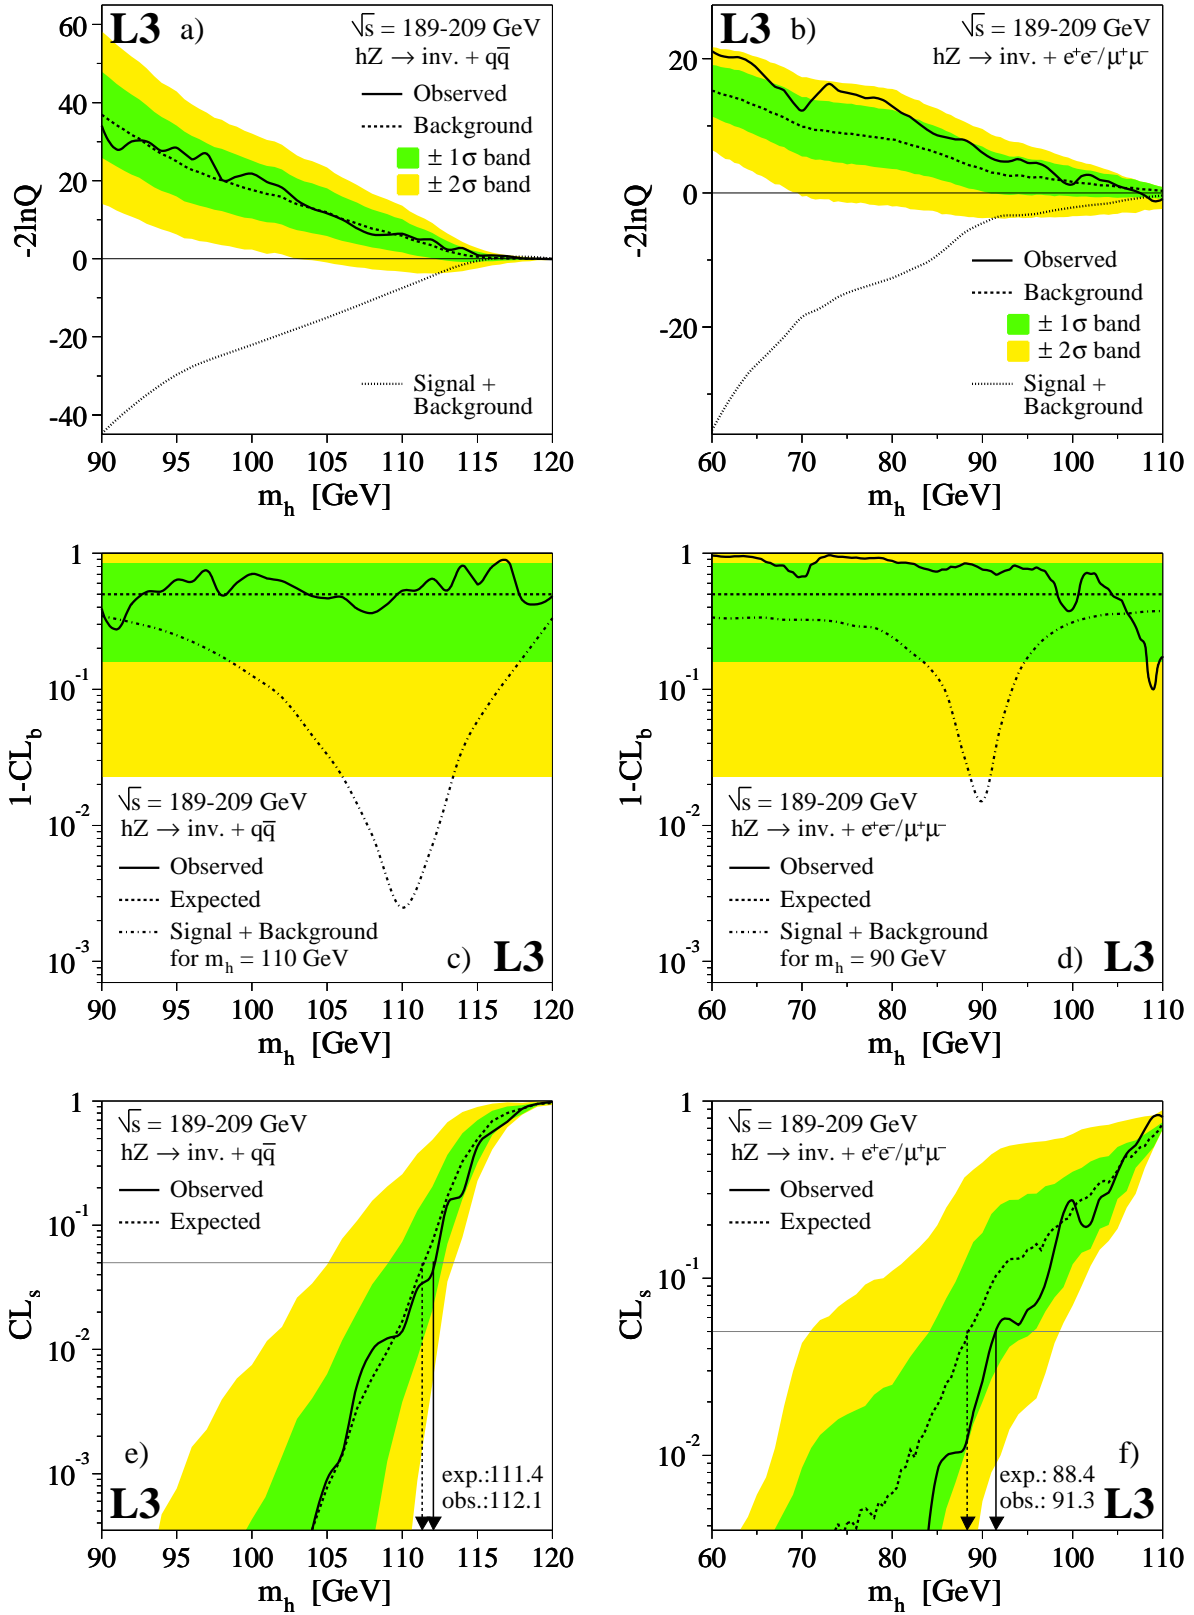 L3 a)
√s = 189-209 GeV
hZ → inv. + qq̅
Observed
Background
± 1σ band
± 2σ band
Signal +
Background
-2lnQ
60
40
20
0
-20
-40
90 95 100 105 110 115 120
m_h [GeV]
L3 b)
√s = 189-209 GeV
hZ → inv. + e⁺e⁻/μ⁺μ⁻
Observed
Background
± 1σ band
± 2σ band
Signal +
Background
-2lnQ
20
0
-20
60 70 80 90 100 110
m_h [GeV]
1-CL_b
1
10⁻¹
10⁻²
10⁻³
√s = 189-209 GeV
hZ → inv. + qq̅
Observed
Expected
Signal + Background
for m_h = 110 GeV
c) L3
90 95 100 105 110 115 120
m_h [GeV]
1-CL_b
1
10⁻¹
10⁻²
10⁻³
√s = 189-209 GeV
hZ → inv. + e⁺e⁻/μ⁺μ⁻
Observed
Expected
Signal + Background
for m_h = 90 GeV
d) L3
60 70 80 90 100 110
m_h [GeV]
CL_s
1
10⁻¹
10⁻²
10⁻³
√s = 189-209 GeV
hZ → inv. + qq̅
Observed
Expected
e)
L3
exp.:111.4
obs.:112.1
90 95 100 105 110 115 120
m_h [GeV]
CL_s
1
10⁻¹
10⁻²
√s = 189-209 GeV
hZ → inv. + e⁺e⁻/μ⁺μ⁻
Observed
Expected
f)
exp.: 88.4
obs.: 91.3
L3
60 70 80 90 100 110
m_h [GeV]